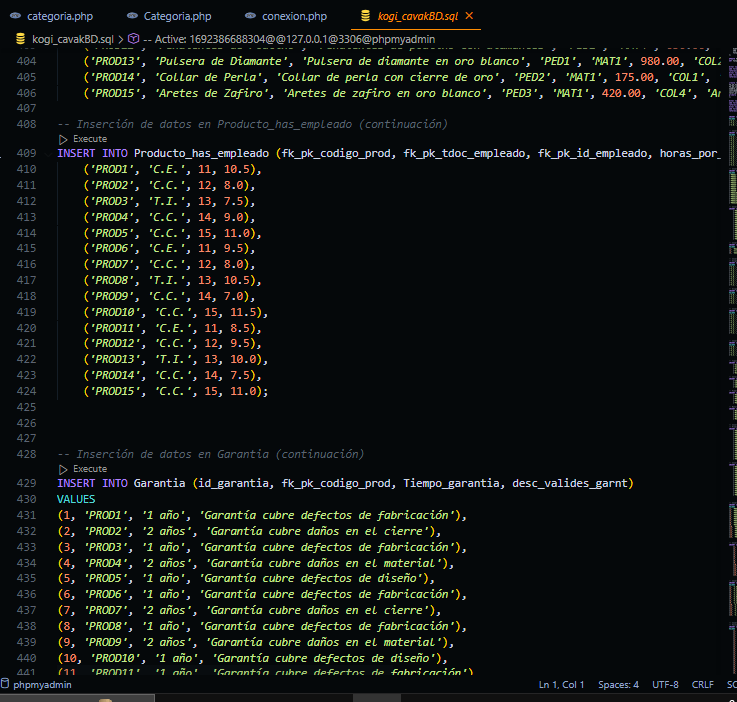 categoria.php Categoria.php conexion.php kogi_cavakBD.sql ×
kogi_cavakBD.sql > -- Active: 1692386688304@@127.0.0.1@3306@phpmyadmin
404 ('PROD13', 'Pulsera de Diamante', 'Pulsera de diamante en oro blanco', 'PED1', 'MAT1', 980.00, 'COL2
405 ('PROD14', 'Collar de Perla', 'Collar de perla con cierre de oro', 'PED2', 'MAT1', 175.00, 'COL1',
406 ('PROD15', 'Aretes de Zafiro', 'Aretes de zafiro en oro blanco', 'PED3', 'MAT1', 420.00, 'COL4', 'Ar
407
408 -- Inserción de datos en Producto_has_empleado (continuación)
Execute
409 INSERT INTO Producto_has_empleado (fk_pk_codigo_prod, fk_pk_tdoc_empleado, fk_pk_id_empleado, horas_por_
410 ('PROD1', 'C.E.', 11, 10.5),
411 ('PROD2', 'C.C.', 12, 8.0),
412 ('PROD3', 'T.I.', 13, 7.5),
413 ('PROD4', 'C.C.', 14, 9.0),
414 ('PROD5', 'C.C.', 15, 11.0),
415 ('PROD6', 'C.E.', 11, 9.5),
416 ('PROD7', 'C.C.', 12, 8.0),
417 ('PROD8', 'T.I.', 13, 10.5),
418 ('PROD9', 'C.C.', 14, 7.0),
419 ('PROD10', 'C.C.', 15, 11.5),
420 ('PROD11', 'C.E.', 11, 8.5),
421 ('PROD12', 'C.C.', 12, 9.5),
422 ('PROD13', 'T.I.', 13, 10.0),
423 ('PROD14', 'C.C.', 14, 7.5),
424 ('PROD15', 'C.C.', 15, 11.0);
425
426
427
428 -- Inserción de datos en Garantia (continuación)
Execute
429 INSERT INTO Garantia (id_garantia, fk_pk_codigo_prod, Tiempo_garantia, desc_valides_garnt)
430 VALUES
431 (1, 'PROD1', '1 año', 'Garantía cubre defectos de fabricación'),
432 (2, 'PROD2', '2 años', 'Garantía cubre daños en el cierre'),
433 (3, 'PROD3', '1 año', 'Garantía cubre defectos de fabricación'),
434 (4, 'PROD4', '2 años', 'Garantía cubre daños en el material'),
435 (5, 'PROD5', '1 año', 'Garantía cubre defectos de diseño'),
436 (6, 'PROD6', '1 año', 'Garantía cubre defectos de fabricación'),
437 (7, 'PROD7', '2 años', 'Garantía cubre daños en el cierre'),
438 (8, 'PROD8', '1 año', 'Garantía cubre defectos de fabricación'),
439 (9, 'PROD9', '2 años', 'Garantía cubre daños en el material'),
440 (10, 'PROD10', '1 año', 'Garantía cubre defectos de diseño'),
441 (11, 'PROD11', '1 año', 'Garantía cubre defectos de fabricación')
phpmyadmin Ln 1, Col 1 Spaces: 4 UTF-8 CRLF SC